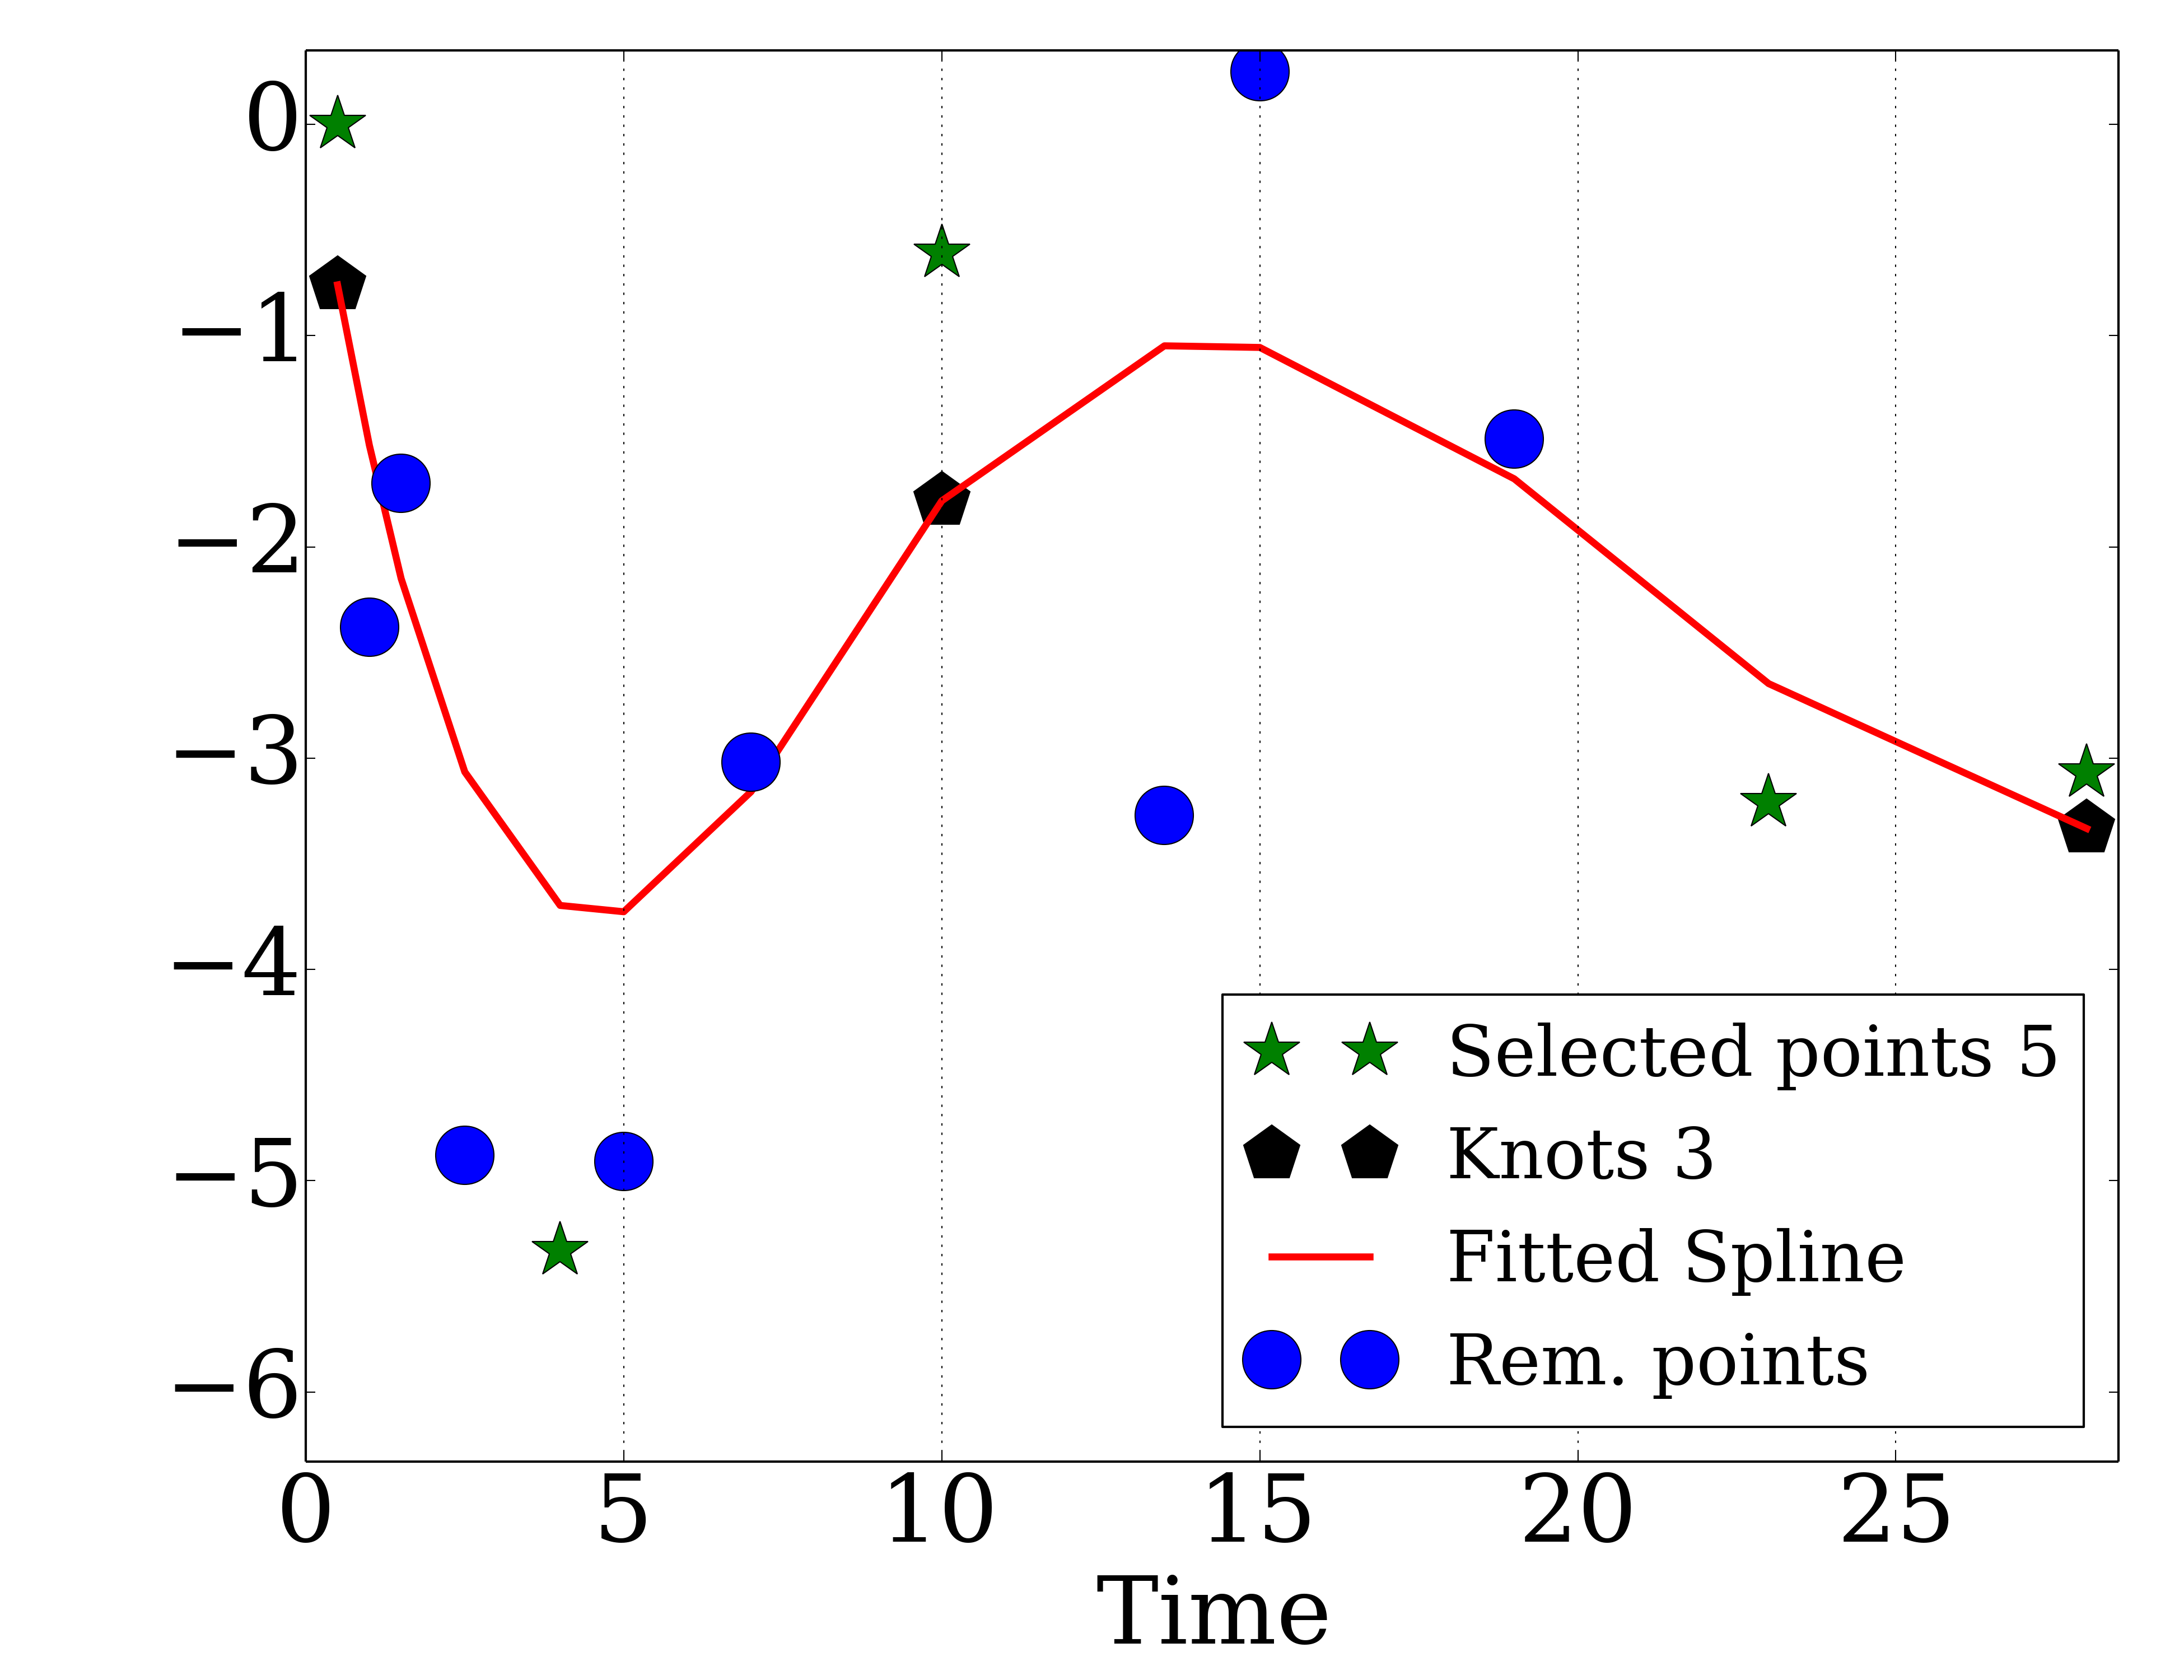 0
−1
−2
−3
−4
−5
−6
Selected points 5
Knots 3
Fitted Spline
Rem. points
0 5 10 15 20 25
Time